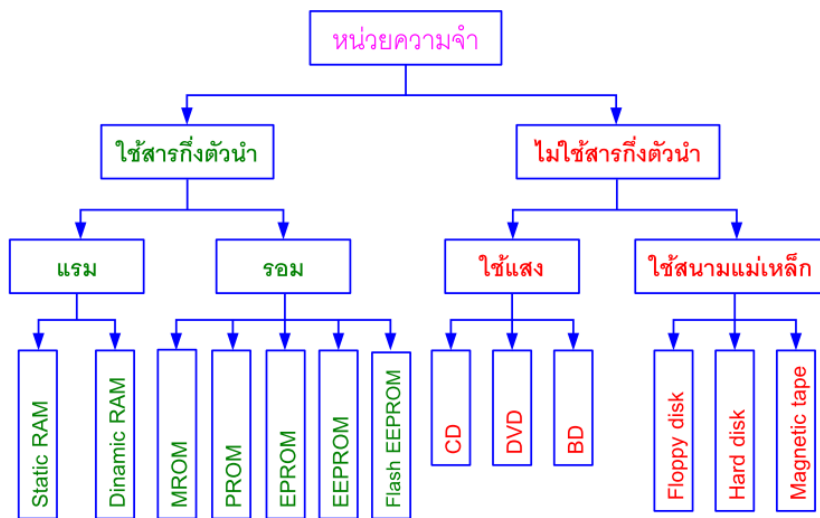 หน่วยความจำ
ใช้สารกึ่งตัวนำ
ไม่ใช้สารกึ่งตัวนำ
แรม
รอม
ใช้แสง
ใช้สนามแม่เหล็ก
Static RAM
Dinamic RAM
MROM
PROM
EPROM
EEPROM
Flash EEPROM
CD
DVD
BD
Floppy disk
Hard disk
Magnetic tape